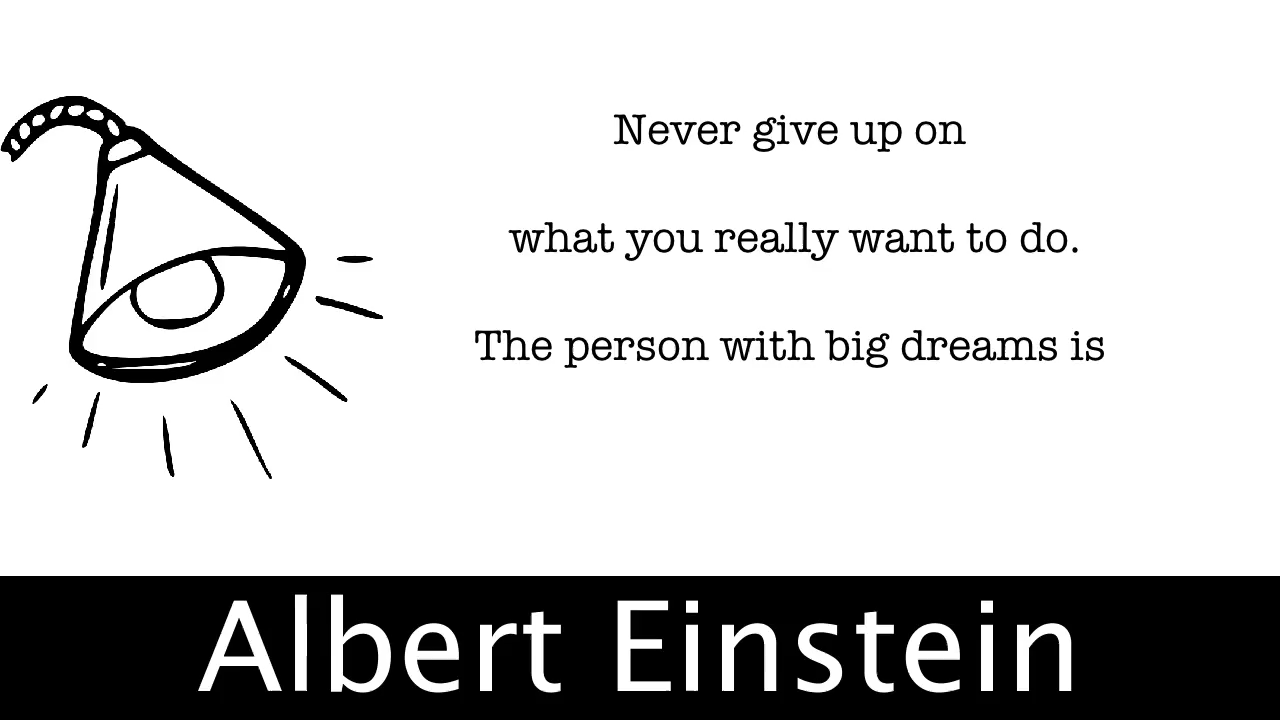 Never give up on
what you really want to do.
The person with big dreams is
Albert Einstein